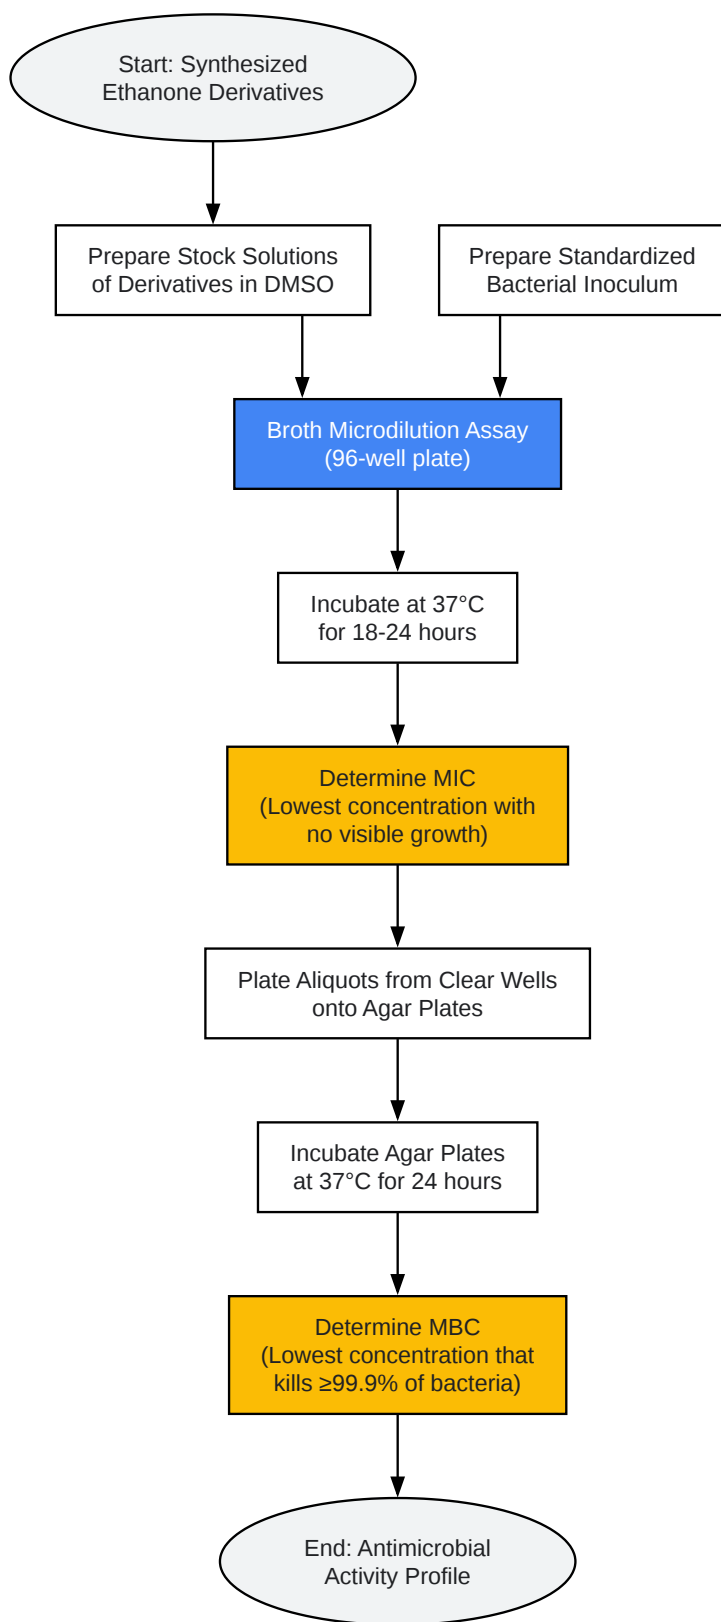 Start: Synthesized
Ethanone Derivatives
Prepare Stock Solutions
of Derivatives in DMSO
Prepare Standardized
Bacterial Inoculum
Broth Microdilution Assay
(96-well plate)
Incubate at 37°C
for 18-24 hours
Determine MIC
(Lowest concentration with
no visible growth)
Plate Aliquots from Clear Wells
onto Agar Plates
Incubate Agar Plates
at 37°C for 24 hours
Determine MBC
(Lowest concentration that
kills ≥99.9% of bacteria)
End: Antimicrobial
Activity Profile